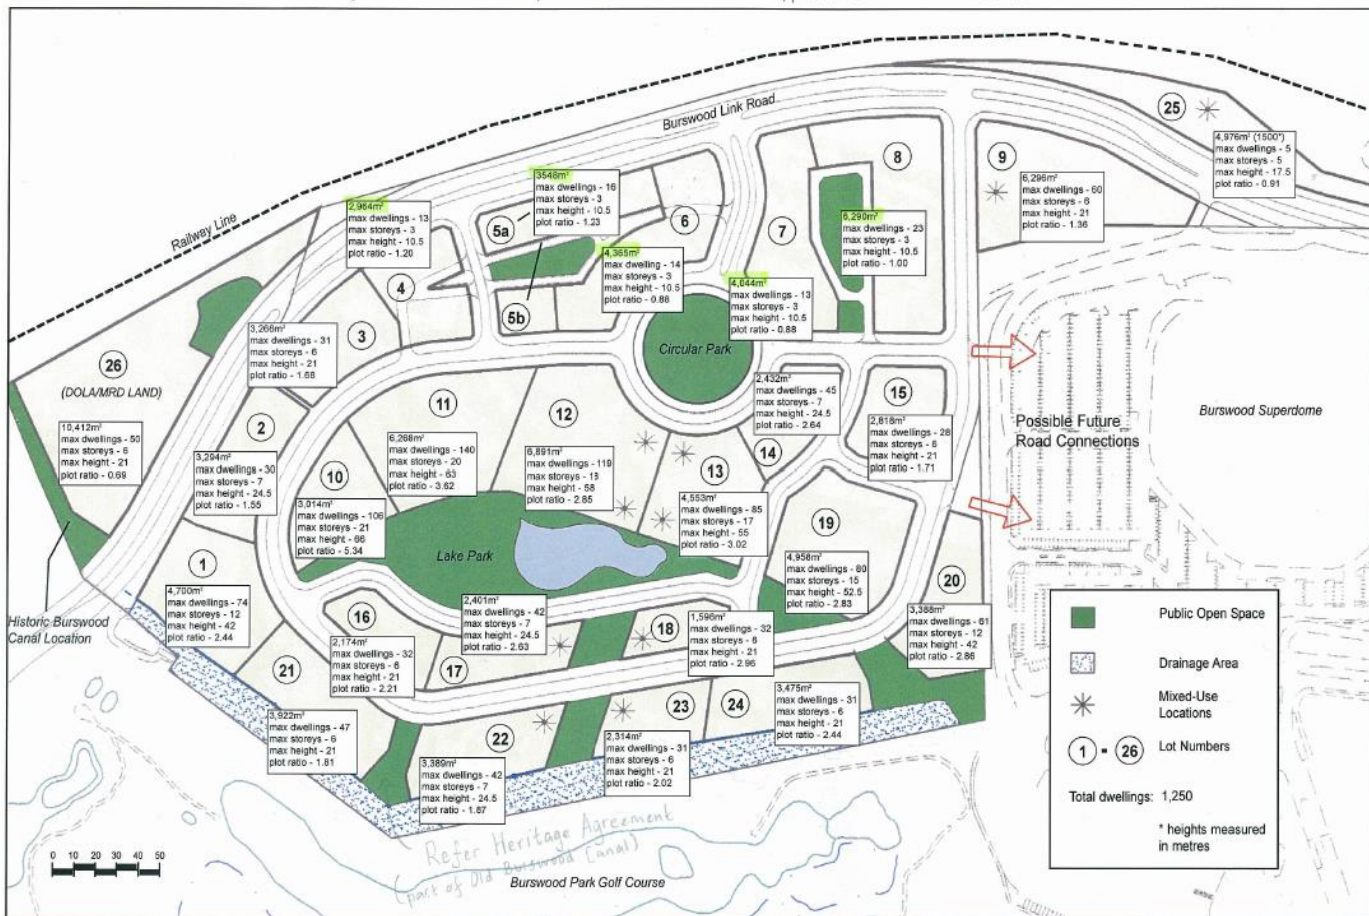 Burswood Link Road
Railway Line
25
4,976m² (1500*)
max dwellings - 5
max storeys - 5
max height - 17.5
plot ratio - 0.91
8
9
6,296m²
max dwellings - 60
max storeys - 6
max height - 21
plot ratio - 1.36
3548m²
max dwellings - 16
max storeys - 3
max height - 10.5
plot ratio - 1.23
2,964m²
max dwellings - 13
max storeys - 3
max height - 10.5
plot ratio - 1.20
5a
6
7
6,290m²
max dwellings - 23
max storeys - 3
max height - 10.5
plot ratio - 1.00
4,365m²
max dwelling - 14
max storeys - 3
max height - 10.5
plot ratio - 0.88
4,044m²
max dwellings - 13
max storeys - 3
max height - 10.5
plot ratio - 0.88
4
5b
3
3,266m²
max dwellings - 31
max storeys - 6
max height - 21
plot ratio - 1.68
Circular Park
26
(DOLA/MRD LAND)
10,412m²
max dwellings - 50
max storeys - 6
max height - 21
plot ratio - 0.69
2
3,294m²
max dwellings - 30
max storeys - 7
max height - 24.5
plot ratio - 1.55
11
6,268m²
max dwellings - 140
max storeys - 20
max height - 63
plot ratio - 3.62
12
6,891m²
max dwellings - 119
max storeys - 18
max height - 58
plot ratio - 2.85
2,432m²
max dwellings - 45
max storeys - 7
max height - 24.5
plot ratio - 2.64
15
2,818m²
max dwellings - 28
max storeys - 6
max height - 21
plot ratio - 1.71
Possible Future
Road Connections
Burswood Superdome
10
3,014m²
max dwellings - 106
max storeys - 21
max height - 66
plot ratio - 5.34
13
4,553m²
max dwellings - 85
max storeys - 17
max height - 55
plot ratio - 3.02
14
19
4,958m²
max dwellings - 80
max storeys - 15
max height - 52.5
plot ratio - 2.83
Lake Park
1
4,700m²
max dwellings - 74
max storeys - 12
max height - 42
plot ratio - 2.44
Historic Burswood
Canal Location
16
2,174m²
max dwellings - 32
max storeys - 6
max height - 21
plot ratio - 2.21
2,401m²
max dwellings - 42
max storeys - 7
max height - 24.5
plot ratio - 2.63
17
18
1,596m²
max dwellings - 32
max storeys - 6
max height - 21
plot ratio - 2.96
20
3,388m²
max dwellings - 61
max storeys - 12
max height - 42
plot ratio - 2.86
21
3,922m²
max dwellings - 47
max storeys - 6
max height - 21
plot ratio - 1.81
22
3,389m²
max dwellings - 42
max storeys - 7
max height - 24.5
plot ratio - 1.87
23
2,314m²
max dwellings - 31
max storeys - 6
max height - 21
plot ratio - 2.02
24
3,475m²
max dwellings - 31
max storeys - 6
max height - 21
plot ratio - 2.44
Public Open Space
Drainage Area
Mixed-Use
Locations
1 - 26 Lot Numbers
Total dwellings: 1,250
* heights measured
in metres
0 10 20 30 40 50
Refer Heritage Agreement
(part of Old Burswood Canal)
Burswood Park Golf Course